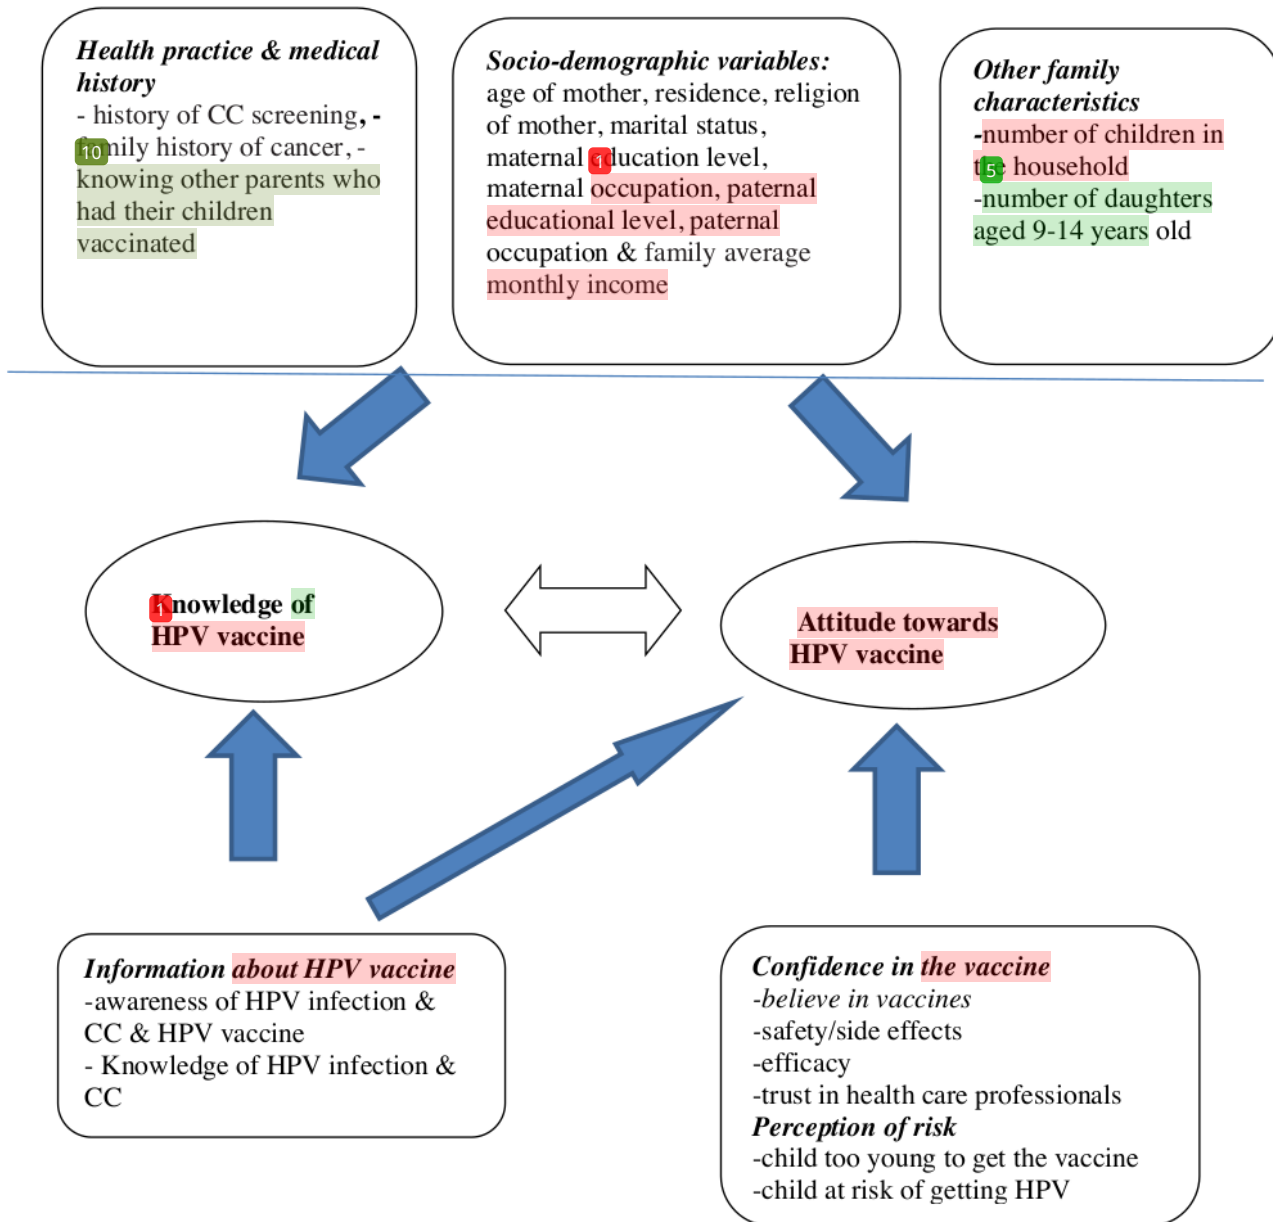 Health practice & medical
history
- history of CC screening, -
family history of cancer, -
knowing other parents who
had their children
vaccinated
10
Socio-demographic variables:
age of mother, residence, religion
of mother, marital status,
maternal education level,
maternal occupation, paternal
educational level, paternal
occupation & family average
monthly income
1
Other family
characteristics
-number of children in
the household
-number of daughters
aged 9-14 years old
5
Knowledge of
HPV vaccine
1
Attitude towards
HPV vaccine
Information about HPV vaccine
-awareness of HPV infection &
CC & HPV vaccine
- Knowledge of HPV infection &
CC
Confidence in the vaccine
-believe in vaccines
-safety/side effects
-efficacy
-trust in health care professionals
Perception of risk
-child too young to get the vaccine
-child at risk of getting HPV